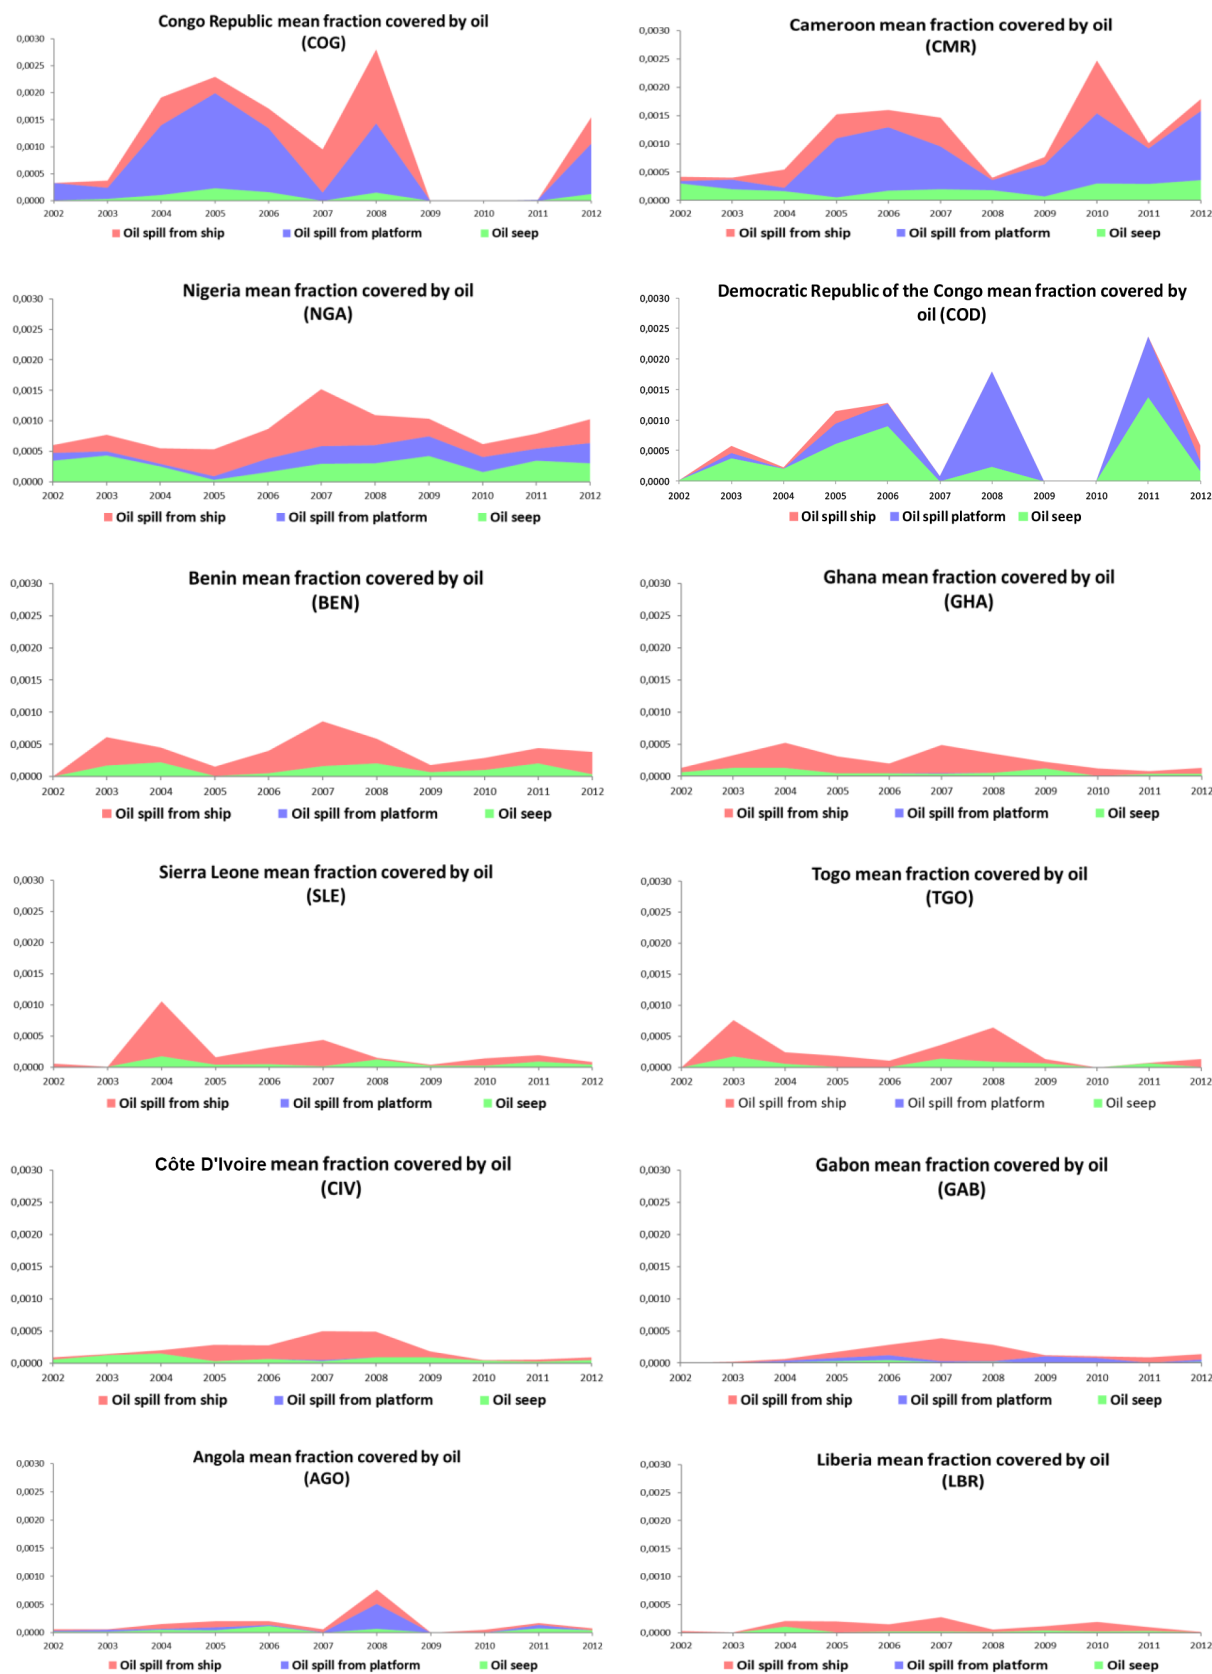 Congo Republic mean fraction covered by oil
(COG)
0,0030
0,0025
0,0020
0,0015
0,0010
0,0005
0,0000
2002 2003 2004 2005 2006 2007 2008 2009 2010 2011 2012
Oil spill from ship Oil spill from platform Oil seep
Cameroon mean fraction covered by oil
(CMR)
0,0030
0,0025
0,0020
0,0015
0,0010
0,0005
0,0000
2002 2003 2004 2005 2006 2007 2008 2009 2010 2011 2012
Oil spill from ship Oil spill from platform Oil seep
Nigeria mean fraction covered by oil
(NGA)
0,0030
0,0025
0,0020
0,0015
0,0010
0,0005
0,0000
2002 2003 2004 2005 2006 2007 2008 2009 2010 2011 2012
Oil spill from ship Oil spill from platform Oil seep
Democratic Republic of the Congo mean fraction covered by
oil (COD)
0,0030
0,0025
0,0020
0,0015
0,0010
0,0005
0,0000
2002 2003 2004 2005 2006 2007 2008 2009 2010 2011 2012
Oil spill ship Oil spill platform Oil seep
Benin mean fraction covered by oil
(BEN)
0,0030
0,0025
0,0020
0,0015
0,0010
0,0005
0,0000
2002 2003 2004 2005 2006 2007 2008 2009 2010 2011 2012
Oil spill from ship Oil spill from platform Oil seep
Ghana mean fraction covered by oil
(GHA)
0,0030
0,0025
0,0020
0,0015
0,0010
0,0005
0,0000
2002 2003 2004 2005 2006 2007 2008 2009 2010 2011 2012
Oil spill from ship Oil spill from platform Oil seep
Sierra Leone mean fraction covered by oil
(SLE)
0,0030
0,0025
0,0020
0,0015
0,0010
0,0005
0,0000
2002 2003 2004 2005 2006 2007 2008 2009 2010 2011 2012
Oil spill from ship Oil spill from platform Oil seep
Togo mean fraction covered by oil
(TGO)
0,0030
0,0025
0,0020
0,0015
0,0010
0,0005
0,0000
2002 2003 2004 2005 2006 2007 2008 2009 2010 2011 2012
Oil spill from ship Oil spill from platform Oil seep
Côte D'Ivoire mean fraction covered by oil
(CIV)
0,0030
0,0025
0,0020
0,0015
0,0010
0,0005
0,0000
2002 2003 2004 2005 2006 2007 2008 2009 2010 2011 2012
Oil spill from ship Oil spill from platform Oil seep
Gabon mean fraction covered by oil
(GAB)
0,0030
0,0025
0,0020
0,0015
0,0010
0,0005
0,0000
2002 2003 2004 2005 2006 2007 2008 2009 2010 2011 2012
Oil spill from ship Oil spill from platform Oil seep
Angola mean fraction covered by oil
(AGO)
0,0030
0,0025
0,0020
0,0015
0,0010
0,0005
0,0000
2002 2003 2004 2005 2006 2007 2008 2009 2010 2011 2012
Oil spill from ship Oil spill from platform Oil seep
Liberia mean fraction covered by oil
(LBR)
0,0030
0,0025
0,0020
0,0015
0,0010
0,0005
0,0000
2002 2003 2004 2005 2006 2007 2008 2009 2010 2011 2012
Oil spill from ship Oil spill from platform Oil seep